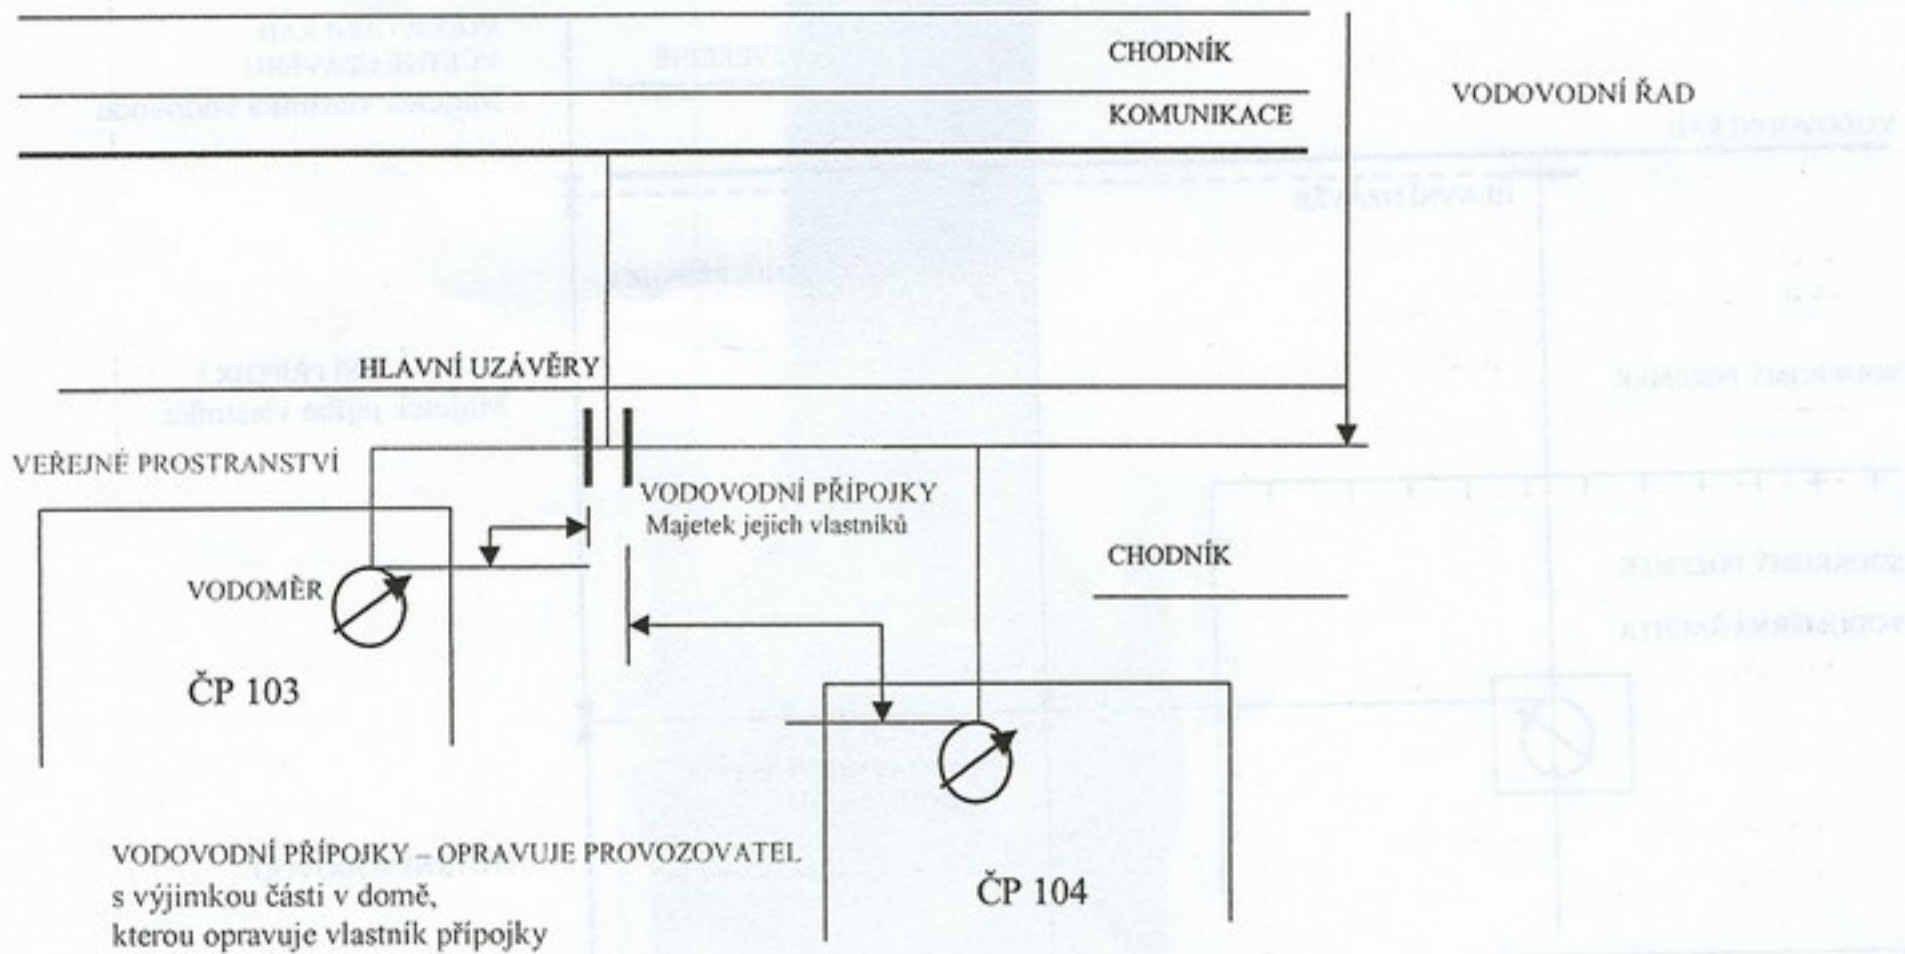 CHODNÍK
VODOVODNÍ ŘAD
KOMUNIKACE
HLAVNÍ UZÁVĚRY
VEŘEJNÉ PROSTRANSTVÍ
VODOVODNÍ PŘÍPOJKY
Majetek jejich vlastníků
CHODNÍK
VODOMĚR
ČP 103
VODOVODNÍ PŘÍPOJKY – OPRAVUJE PROVOZOVATEL
s výjimkou částí v domě,
kterou opravuje vlastník přípojky
ČP 104